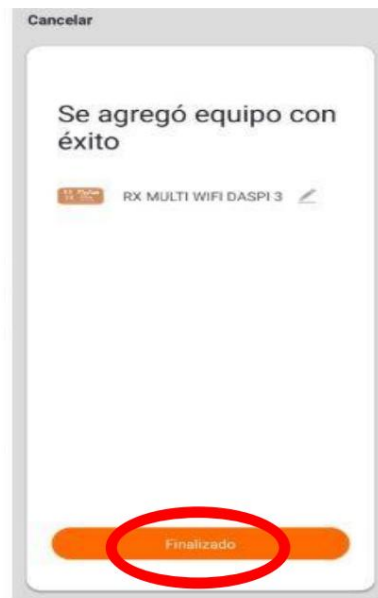 Cancelar
Se agregó equipo con
éxito
RX MULTI WIFI DASPI 3
Finalizado